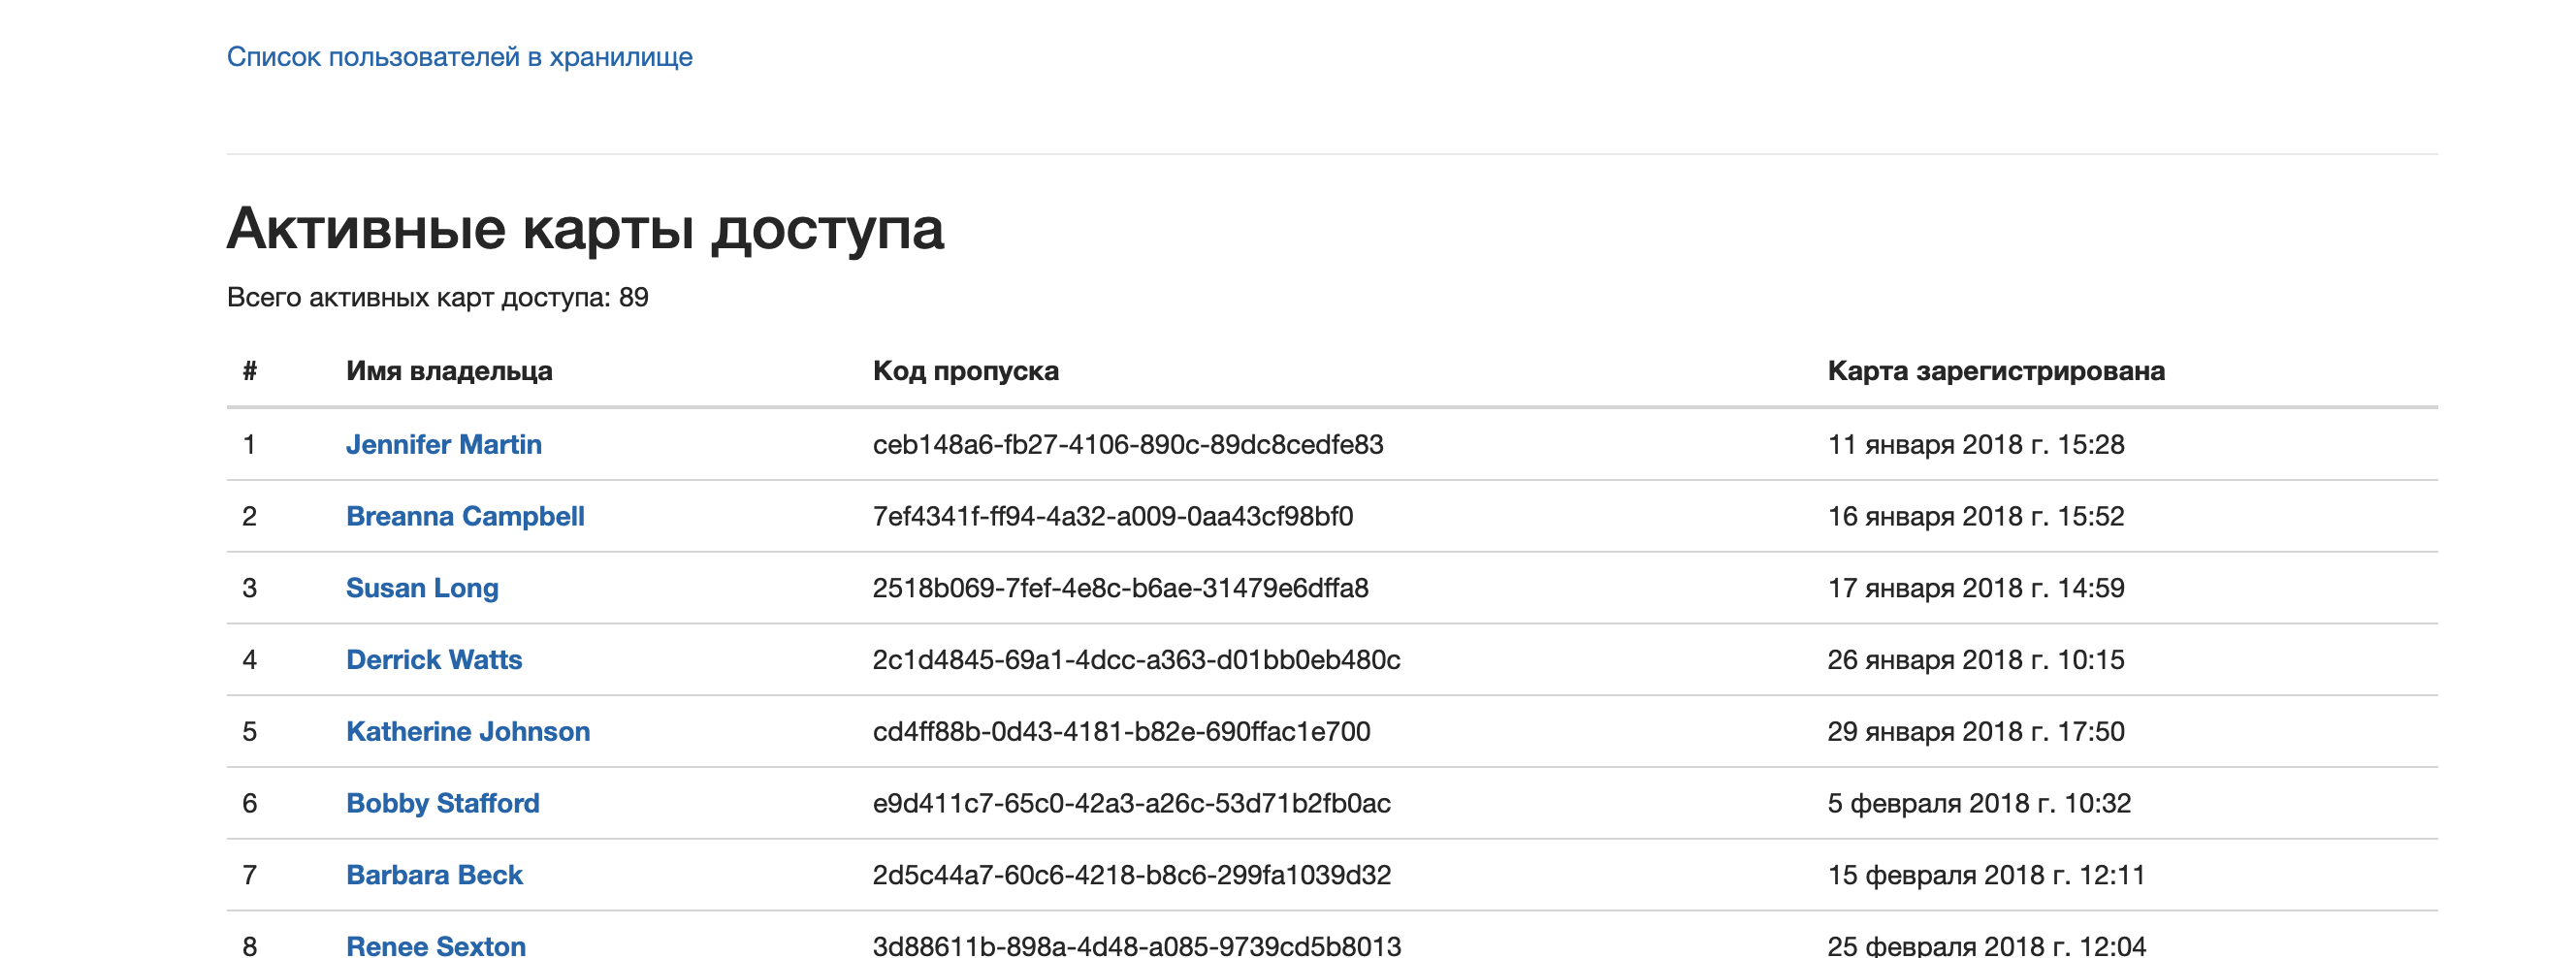 Список пользователей в хранилище
Активные карты доступа
Всего активных карт доступа: 89
# Имя владельца Код пропуска Карта зарегистрирована
1 Jennifer Martin ceb148a6-fb27-4106-890c-89dc8cedfe83 11 января 2018 г. 15:28
2 Breanna Campbell 7ef4341f-ff94-4a32-a009-0aa43cf98bf0 16 января 2018 г. 15:52
3 Susan Long 2518b069-7fef-4e8c-b6ae-31479e6dffa8 17 января 2018 г. 14:59
4 Derrick Watts 2c1d4845-69a1-4dcc-a363-d01bb0eb480c 26 января 2018 г. 10:15
5 Katherine Johnson cd4ff88b-0d43-4181-b82e-690ffac1e700 29 января 2018 г. 17:50
6 Bobby Stafford e9d411c7-65c0-42a3-a26c-53d71b2fb0ac 5 февраля 2018 г. 10:32
7 Barbara Beck 2d5c44a7-60c6-4218-b8c6-299fa1039d32 15 февраля 2018 г. 12:11
8 Renee Sexton 3d88611b-898a-4d48-a085-9739cd5b8013 25 февраля 2018 г. 12:04